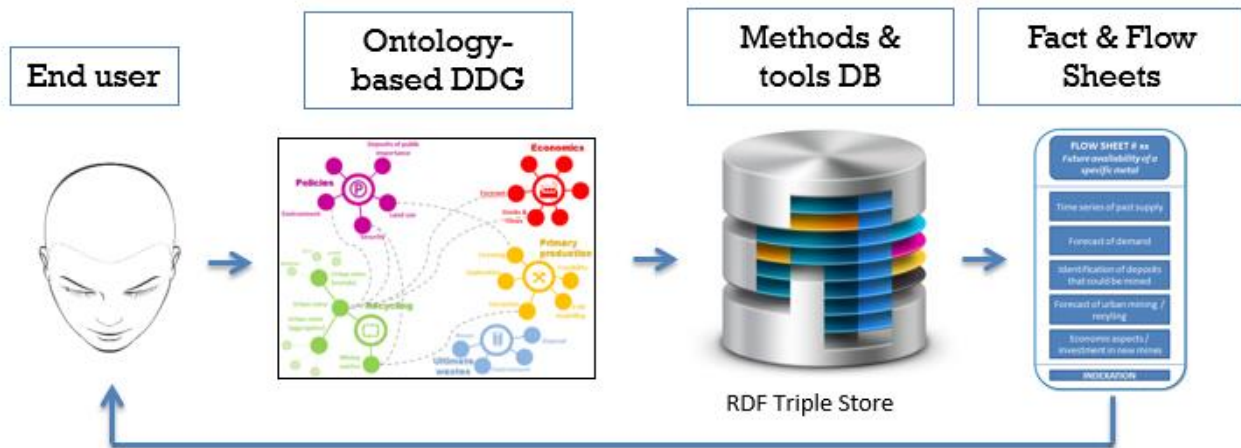 End user
Ontology-
based DDG
Methods &
tools DB
Fact & Flow
Sheets
Deposits of public
importance
Policies
Environment
Land use
Security
Economics
Forecast
Stocks &
Flows
Primary
production
Recycling
Ultimate
wastes
Disposal
RDF Triple Store
FLOW SHEET # xx
Future availability of a
specific metal
Time series of past supply
Forecast of demand
Identification of deposits
that could be mined
Forecast of urban mining /
recyling
Economic aspects /
investment in new mines
INDEXATION